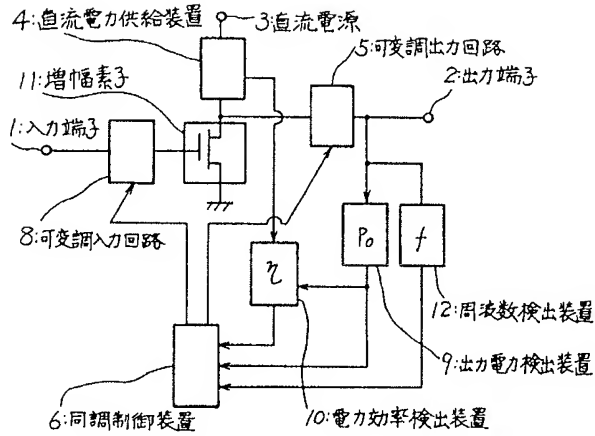 4:直流電力供給装置
3:直流電源
5:可変調出力回路
2:出力端子
11:増幅素子
1:入力端子
8:可変調入力回路
Po
f
η
12:周波数検出装置
9:出力電力検出装置
6:同調制御装置
10:電力効率検出装置